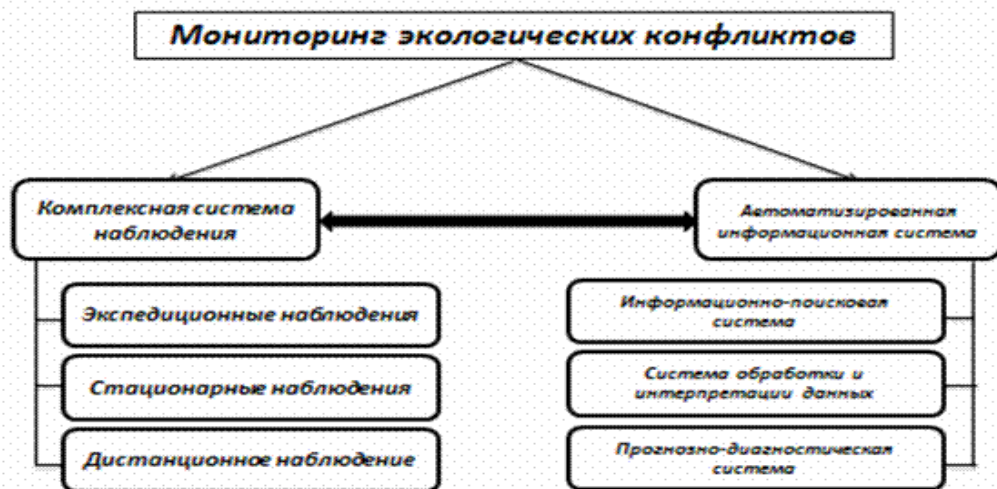 Мониторинг экологических конфликтов
Комплексная система
наблюдения
Автоматизированная
информационная система
Экспедиционные наблюдения
Стационарные наблюдения
Дистанционное наблюдение
Информационно-поисковая
система
Система обработки и
интерпретации данных
Прогнозно-диагностическая
система